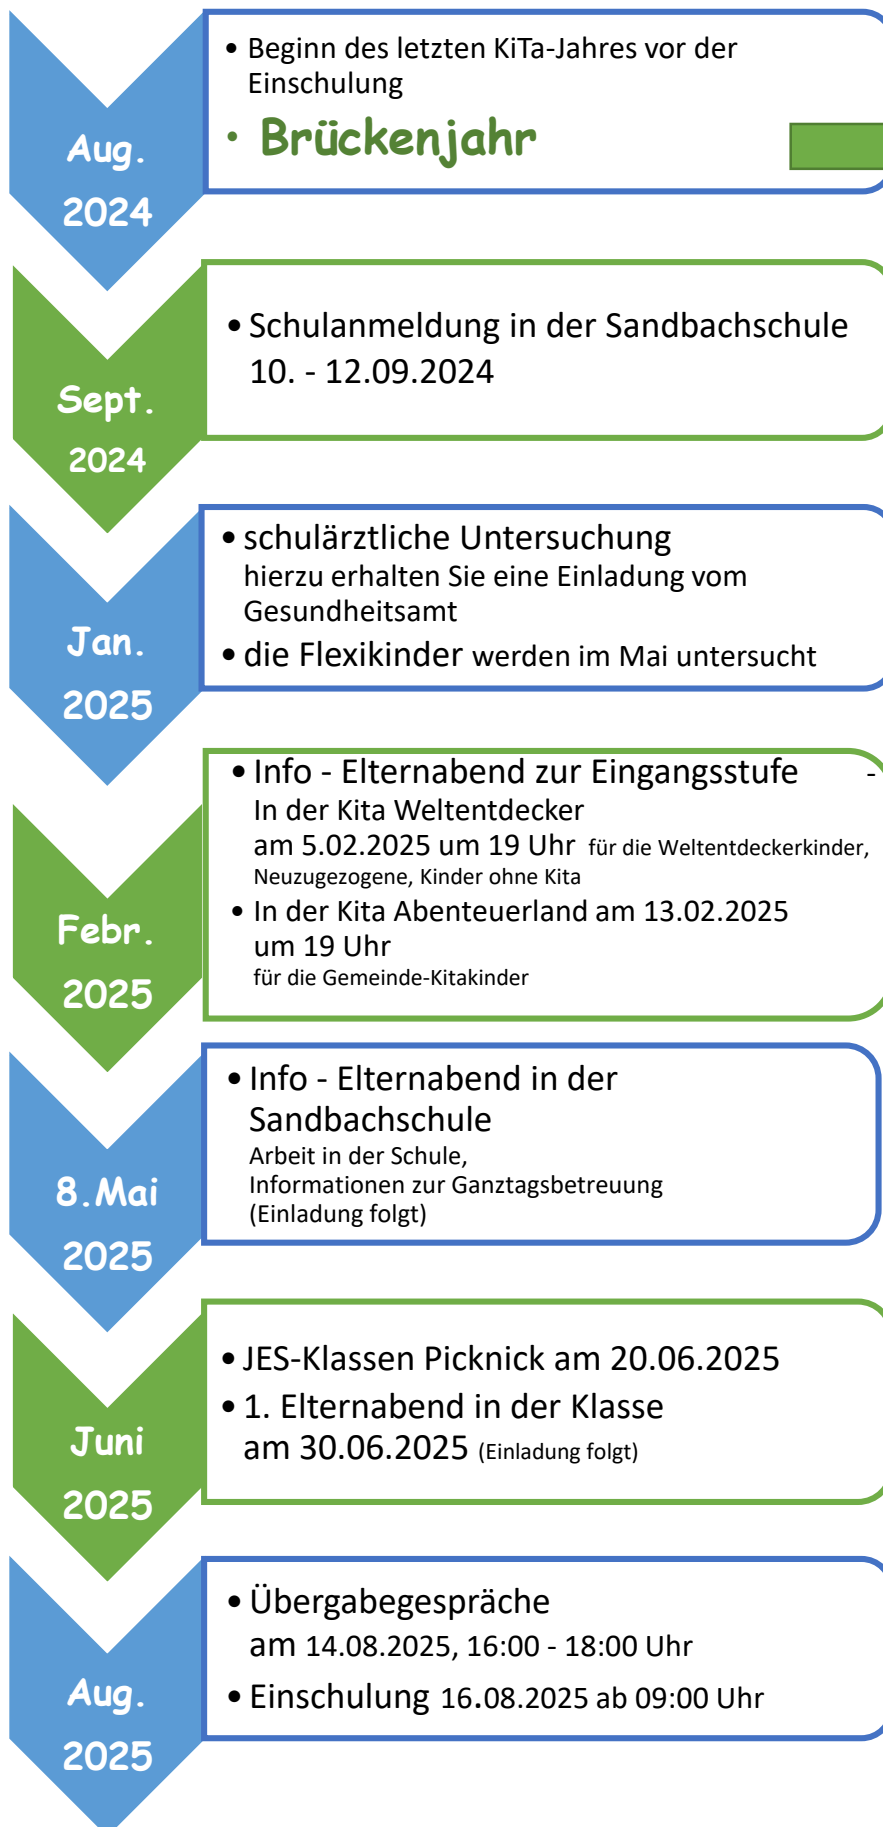 Aug.
2024
• Beginn des letzten KiTa-Jahres vor der
Einschulung
• Brückenjahr
Sept.
2024
• Schulanmeldung in der Sandbachschule
10. - 12.09.2024
Jan.
2025
• schulärztliche Untersuchung
hierzu erhalten Sie eine Einladung vom
Gesundheitsamt
• die Flexikinder werden im Mai untersucht
Febr.
2025
• Info - Elternabend zur Eingangsstufe -
In der Kita Weltentdecker
am 5.02.2025 um 19 Uhr für die Weltentdeckerkinder,
Neuzugezogene, Kinder ohne Kita
• In der Kita Abenteuerland am 13.02.2025
um 19 Uhr
für die Gemeinde-Kitakinder
8.Mai
2025
• Info - Elternabend in der
Sandbachschule
Arbeit in der Schule,
Informationen zur Ganztagsbetreuung
(Einladung folgt)
Juni
2025
• JES-Klassen Picknick am 20.06.2025
• 1. Elternabend in der Klasse
am 30.06.2025 (Einladung folgt)
Aug.
2025
• Übergabegespräche
am 14.08.2025, 16:00 - 18:00 Uhr
• Einschulung 16.08.2025 ab 09:00 Uhr